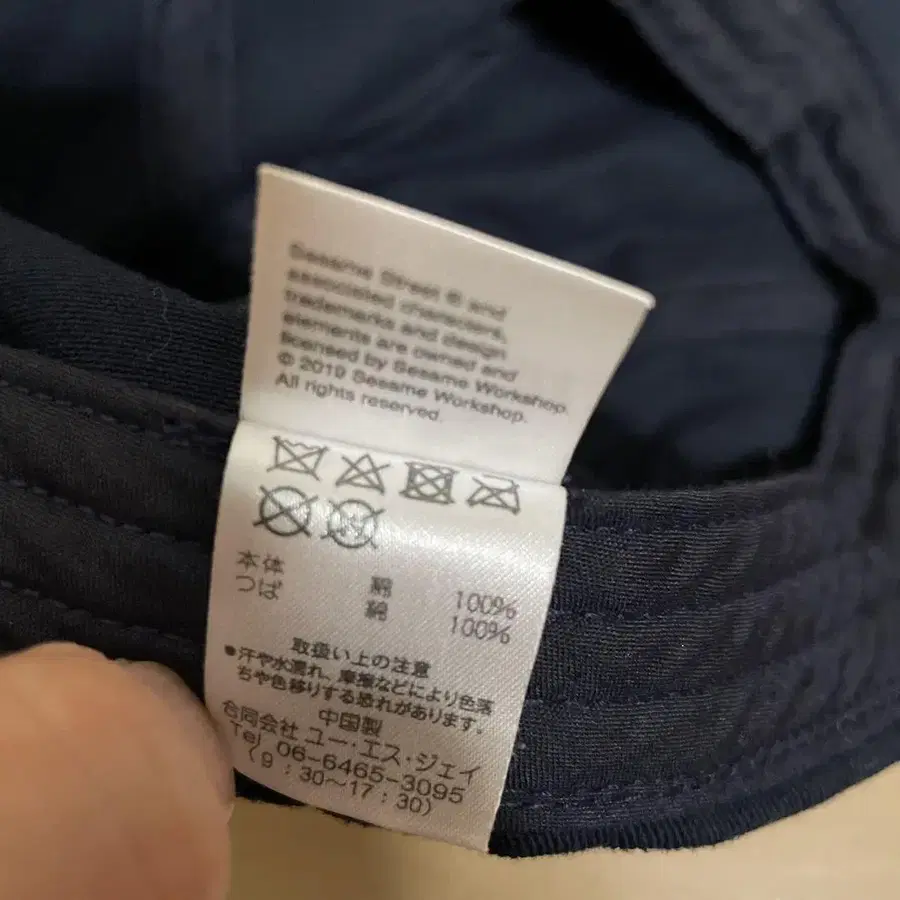 Sesame Street ® and
associated characters,
trademarks and design
elements are owned and
licensed by Sesame Workshop.
© 2019 Sesame Workshop.
All rights reserved.
本体 綿 100%
つば 綿 100%
取扱い上の注意
●汗や水濡れ、摩擦などにより色落
ちや色移りする恐れがあります。
中国製
合同会社 ユー・エス・ジェイ
Tel 06-6465-3095
(9：30～17：30)